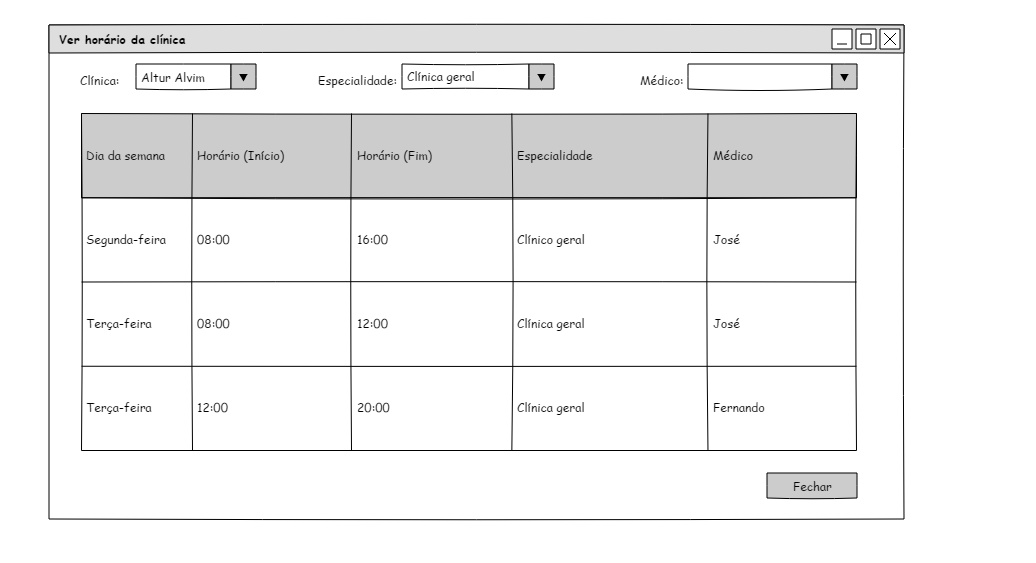 Ver horário da clínica
Clínica: Altur Alvim Especialidade: Clínica geral Médico:
Dia da semana Horário (Início) Horário (Fim) Especialidade Médico
Segunda-feira 08:00 16:00 Clínico geral José
Terça-feira 08:00 12:00 Clínica geral José
Terça-feira 12:00 20:00 Clínica geral Fernando
Fechar